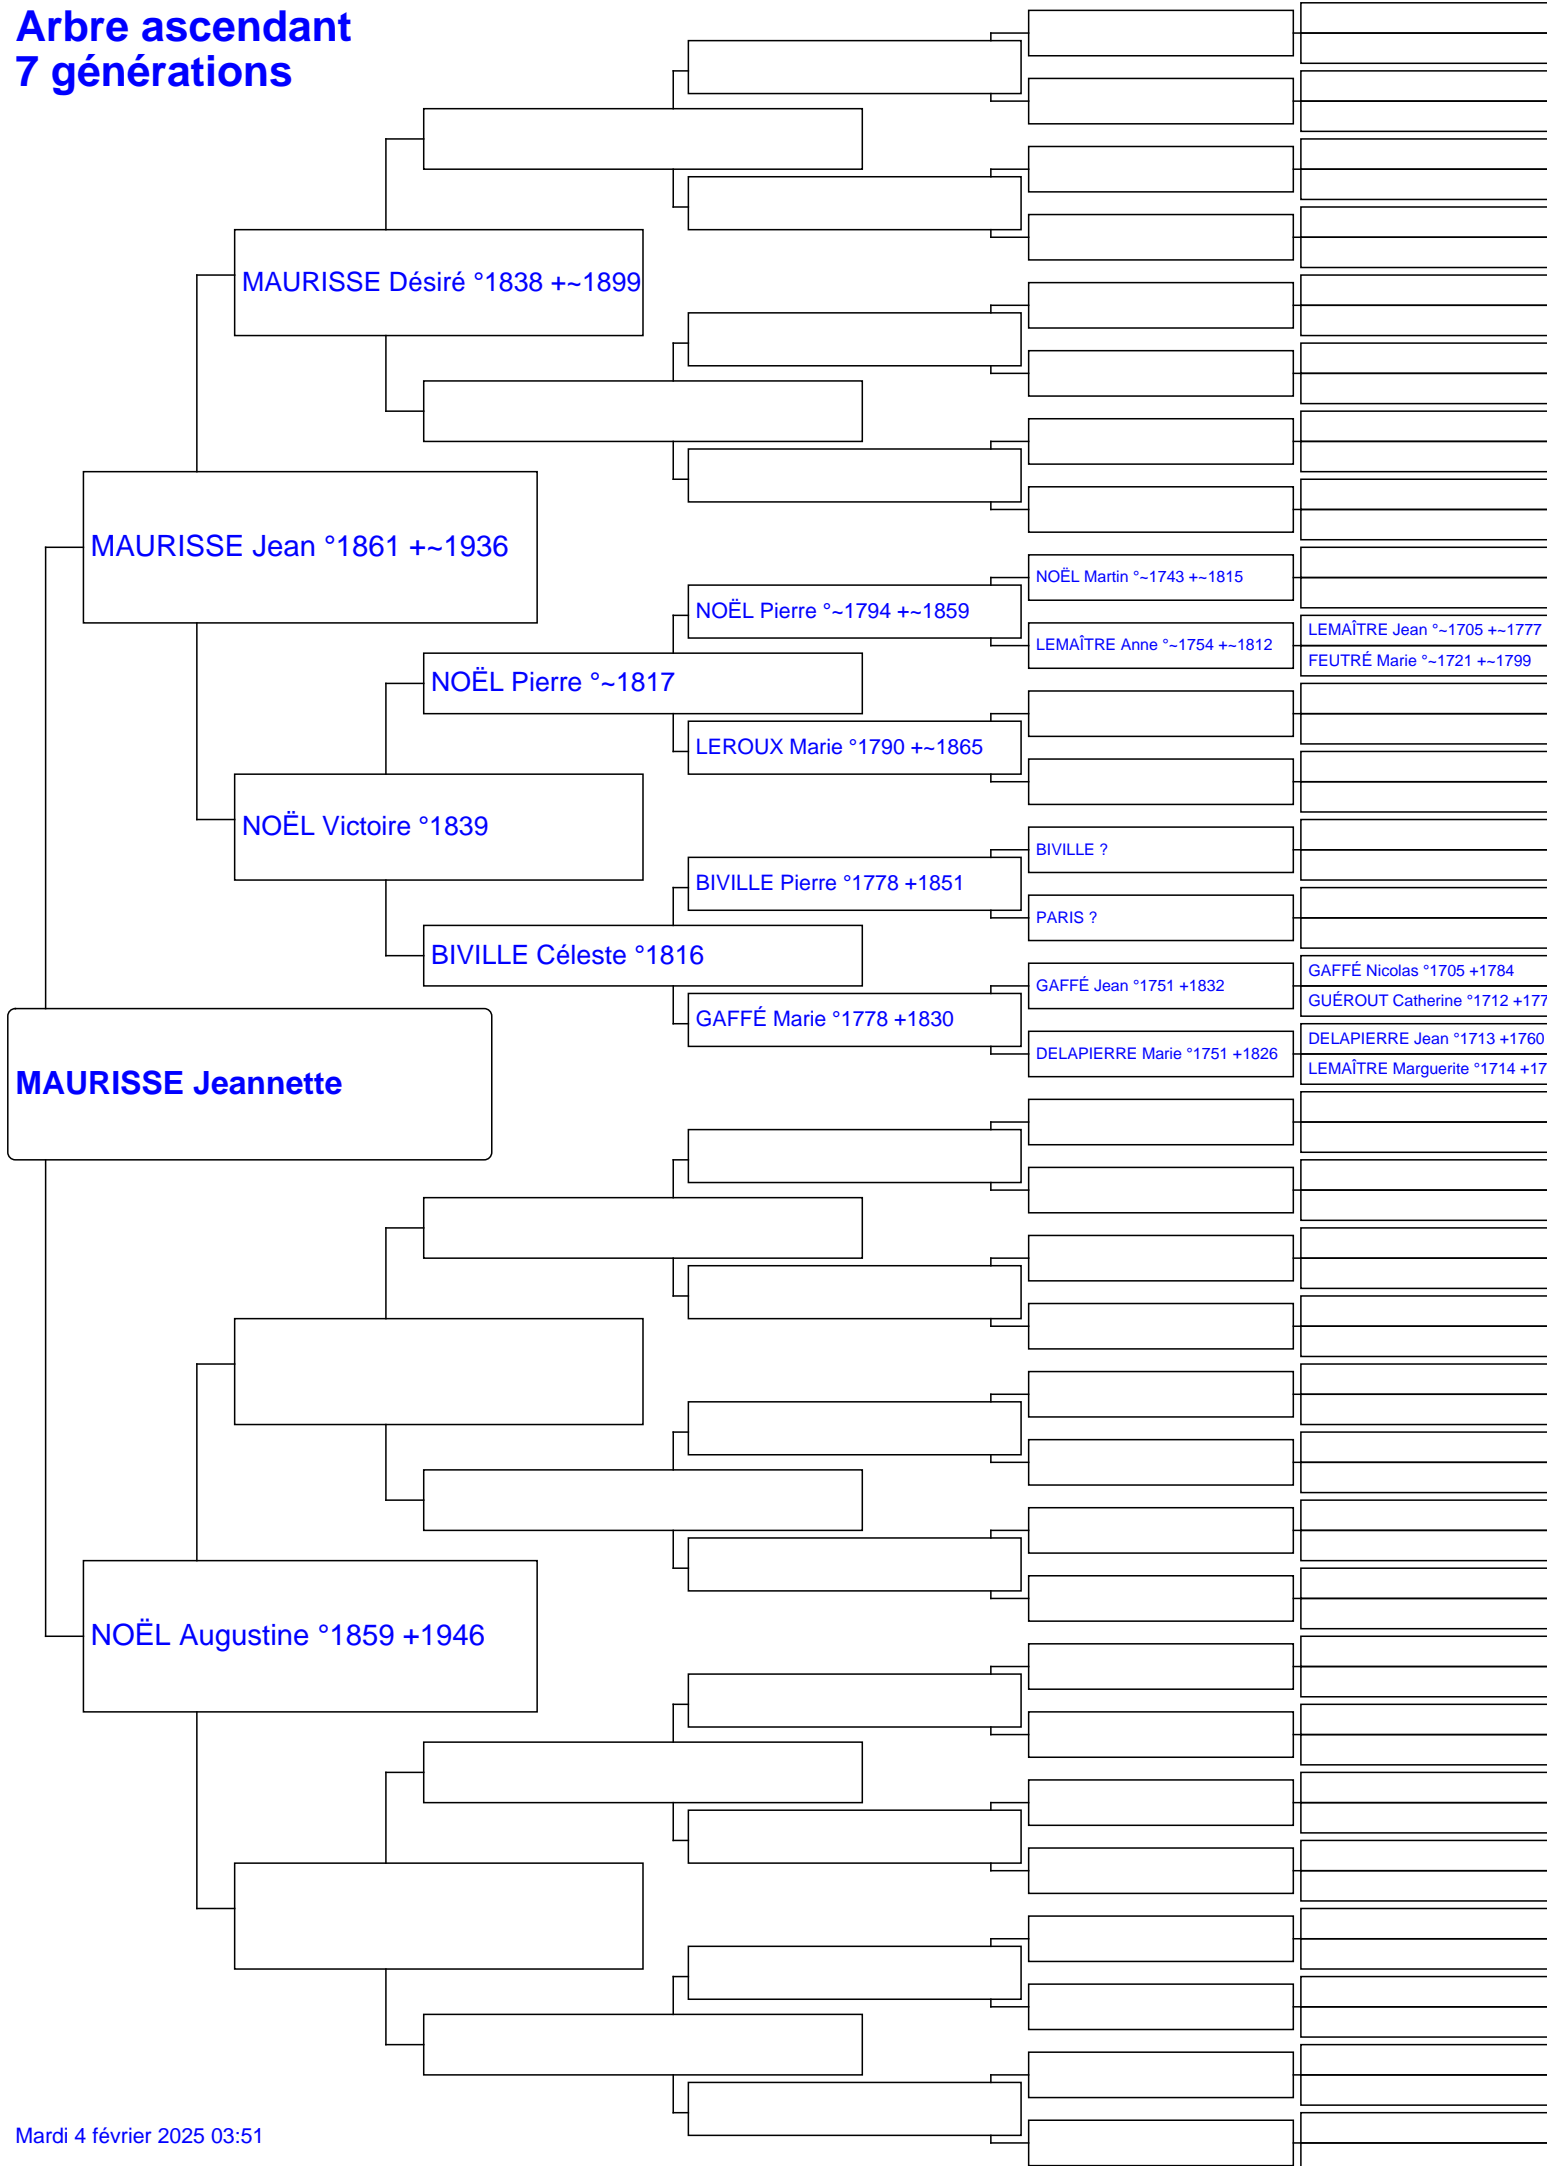 Arbre ascendant
7 générations
MAURISSE Désiré °1838 +~1899
MAURISSE Jean °1861 +~1936
NOËL Martin °~1743 +~1815
NOËL Pierre °~1794 +~1859
LEMAÎTRE Jean °~1705 +~1777
LEMAÎTRE Anne °~1754 +~1812
FEUTRÉ Marie °~1721 +~1799
NOËL Pierre °~1817
LEROUX Marie °1790 +~1865
NOËL Victoire °1839
BIVILLE ?
BIVILLE Pierre °1778 +1851
PARIS ?
BIVILLE Céleste °1816
GAFFÉ Nicolas °1705 +1784
GAFFÉ Jean °1751 +1832
GUÉROUT Catherine °1712 +177
GAFFÉ Marie °1778 +1830
DELAPIERRE Jean °1713 +1760
DELAPIERRE Marie °1751 +1826
LEMAÎTRE Marguerite °1714 +17
MAURISSE Jeannette
NOËL Augustine °1859 +1946
Mardi 4 février 2025 03:51